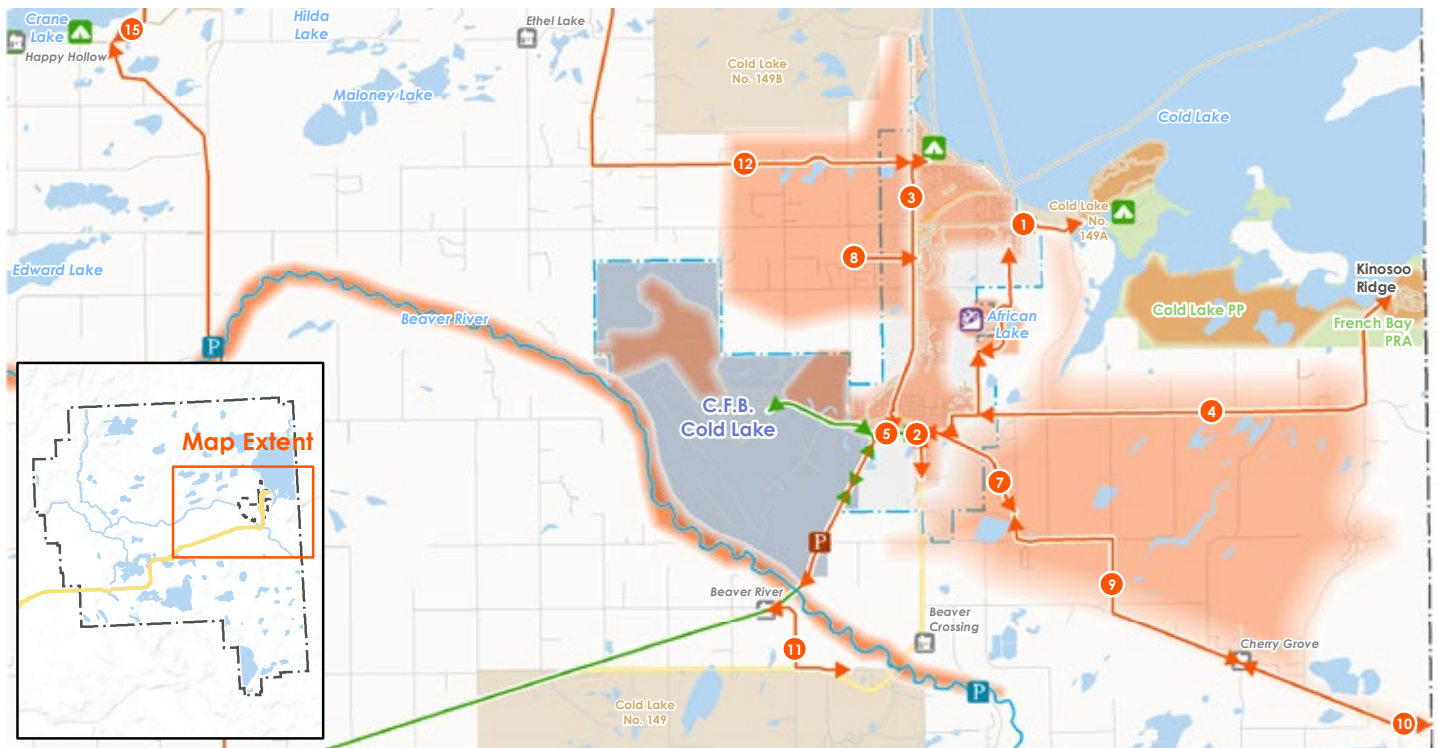 Crane
Lake
15
Happy Hollow
Hilda
Lake
Ethel Lake
Maloney Lake
Cold Lake
No. 149B
Cold Lake
12
3
1
Cold Lake
No.
149A
8
Edward Lake
Kinosoo
Ridge
Beaver River
African
Lake
Cold Lake PP
French Bay
PRA
P
C.F.B.
Cold Lake
4
5
2
Map Extent
7
P
9
Beaver River
Beaver
Crossing
11
Cherry Grove
P
Cold Lake
No. 149
10